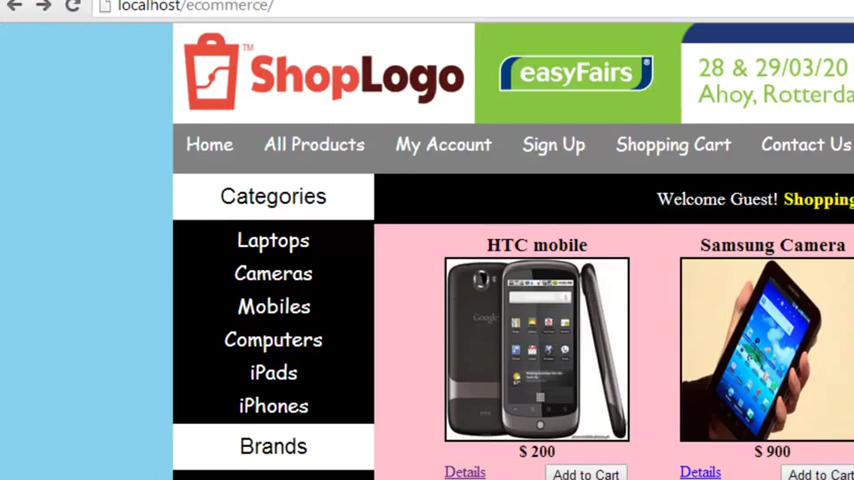 localhost/ecommerce/
ShopLogo™
easyFairs
28 & 29/03/20
Ahoy, Rotterda
Home All Products My Account Sign Up Shopping Cart Contact Us
Categories
Welcome Guest! Shopping
Laptops
Cameras
Mobiles
Computers
iPads
iPhones
Brands
HTC mobile
Google
$ 200
Details Add to Cart
Samsung Camera
$ 900
Details Add to Cart